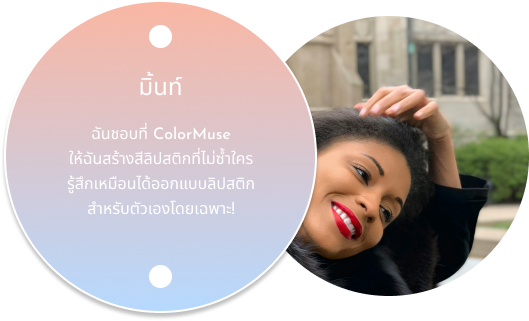 มิ้นท์
ฉันชอบที่ ColorMuse
ให้ฉันสร้างสีลิปสติกที่ไม่ซ้ำใคร
รู้สึกเหมือนได้ออกแบบลิปสติก
สำหรับตัวเองโดยเฉพาะ!